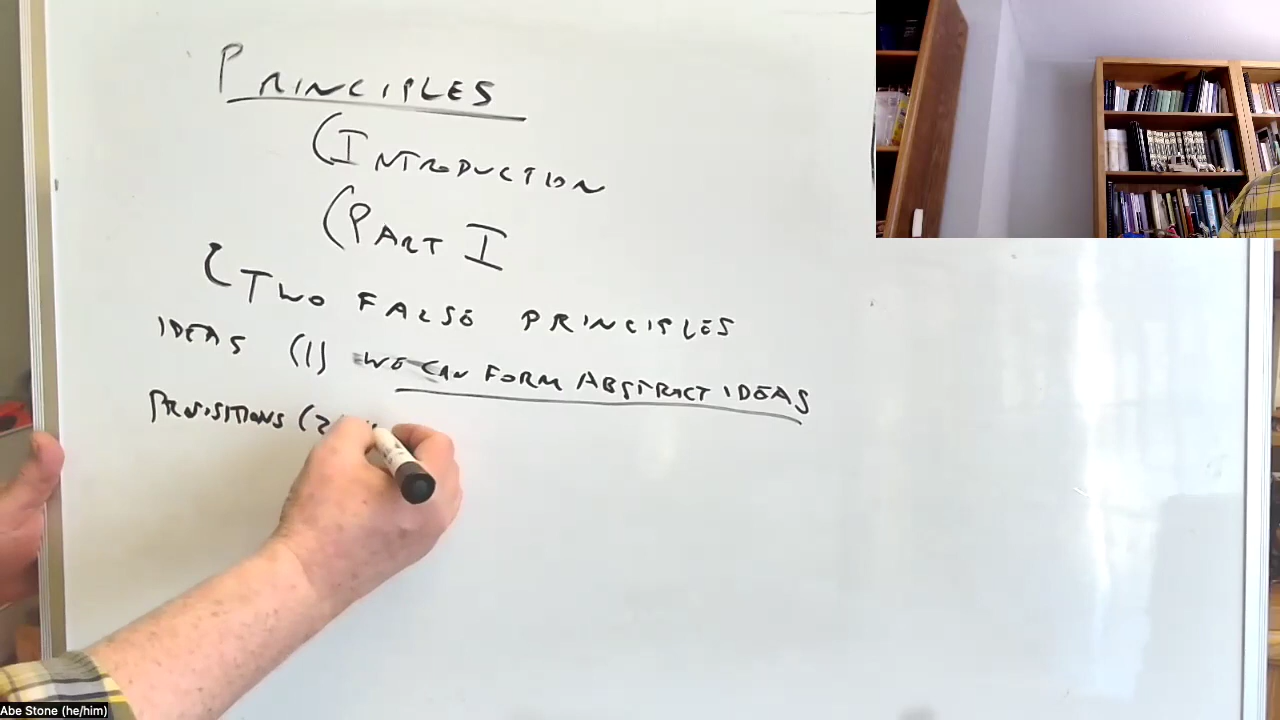 PRINCIPLES
(INTRODUCTION
(PART I
(TWO FALSE PRINCIPLES
IDEAS (1) WE CAN FORM ABSTRACT IDEAS
PROPOSITIONS (2)
Abe Stone (he/him)